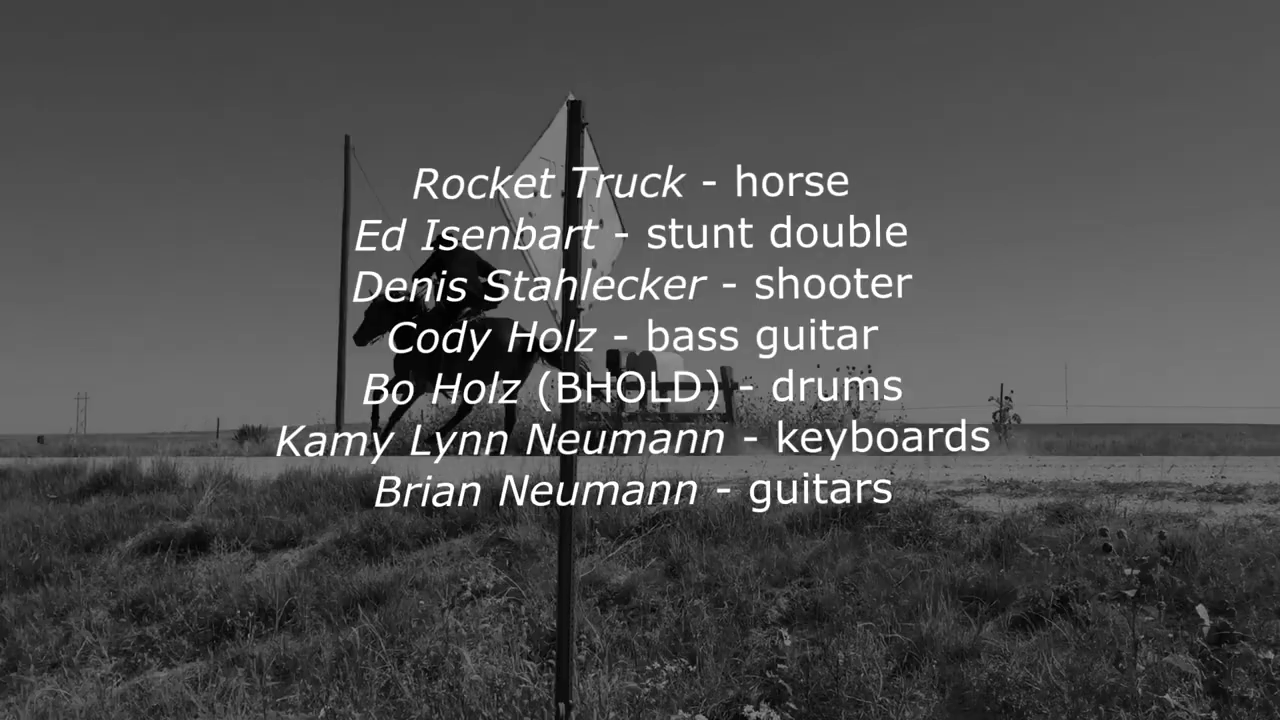 Rocket Truck - horse
Ed Isenbart - stunt double
Denis Stahlecker - shooter
Cody Holz - bass guitar
Bo Holz (BHOLD) - drums
Kamy Lynn Neumann - keyboards
Brian Neumann - guitars